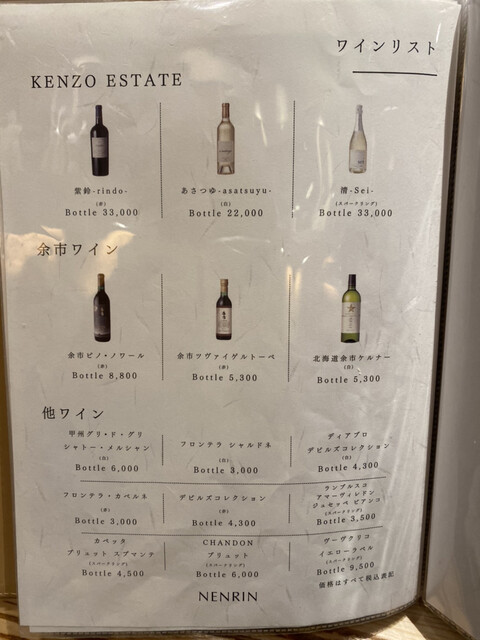 ワインリスト
KENZO ESTATE
紫鈴-rindo-
(赤)
Bottle 33,000
あさつゆ-asatsuyu-
(白)
Bottle 22,000
清-Sei-
(スパークリング)
Bottle 33,000
余市ワイン
余市ピノ・ノワール
(赤)
Bottle 8,800
余市ツヴァイゲルトーベ
(赤)
Bottle 5,300
北海道余市ケルナー
(白)
Bottle 5,300
他ワイン
甲州グリ・ド・グリ
シャトー・メルシャン
(白)
Bottle 6,000
フロンテラ シャルドネ
(白)
Bottle 3,000
ディアブロ
デビルズコレクション
(白)
Bottle 4,300
フロンテラ・カベルネ
(赤)
Bottle 3,000
デビルズコレクション
(赤)
Bottle 4,300
ランブルスコ
アマーヴィレドン
ジュセッペ ビアンコ
(スパークリング)
Bottle 3,500
カペッタ
ブリュット スプマンテ
(スパークリング)
Bottle 4,500
CHANDON
ブリュット
(スパークリング)
Bottle 6,000
ヴーヴクリコ
イエローラベル
(スパークリング)
Bottle 9,500
価格はすべて税込表記
NENRIN